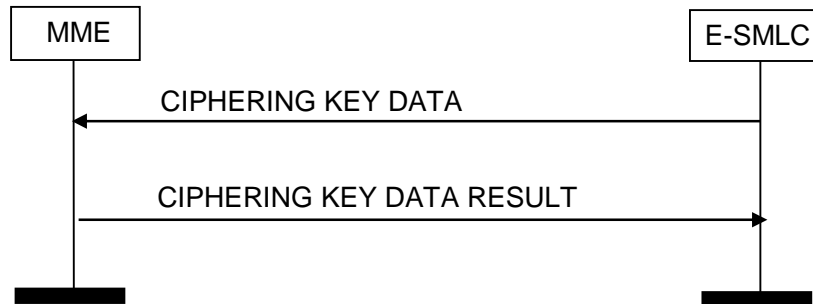 MME
E-SMLC
CIPHERING KEY DATA
CIPHERING KEY DATA RESULT